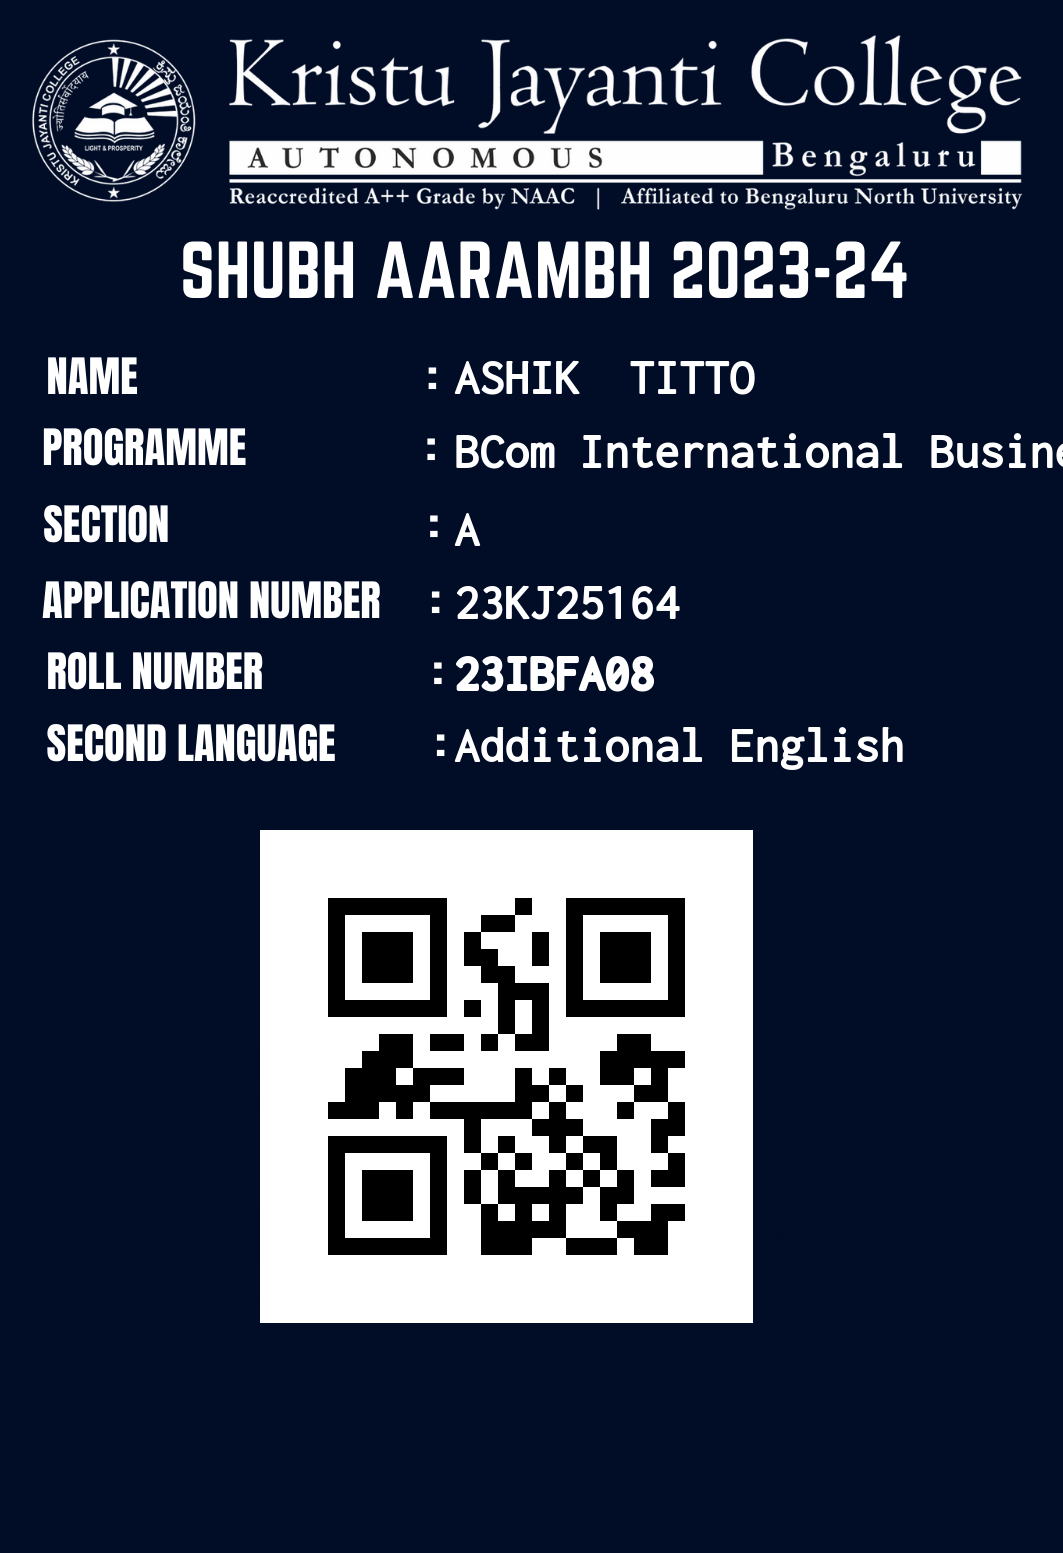 Kristu Jayanti College
AUTONOMOUS Bengaluru
Reaccredited A++ Grade by NAAC | Affiliated to Bengaluru North University
KRISTU JAYANTI COLLEGE
LIGHT & PROSPERITY
SHUBH AARAMBH 2023-24
NAME : ASHIK TITTO
PROGRAMME : BCom International Busine
SECTION : A
APPLICATION NUMBER : 23KJ25164
ROLL NUMBER : 23IBFA08
SECOND LANGUAGE : Additional English